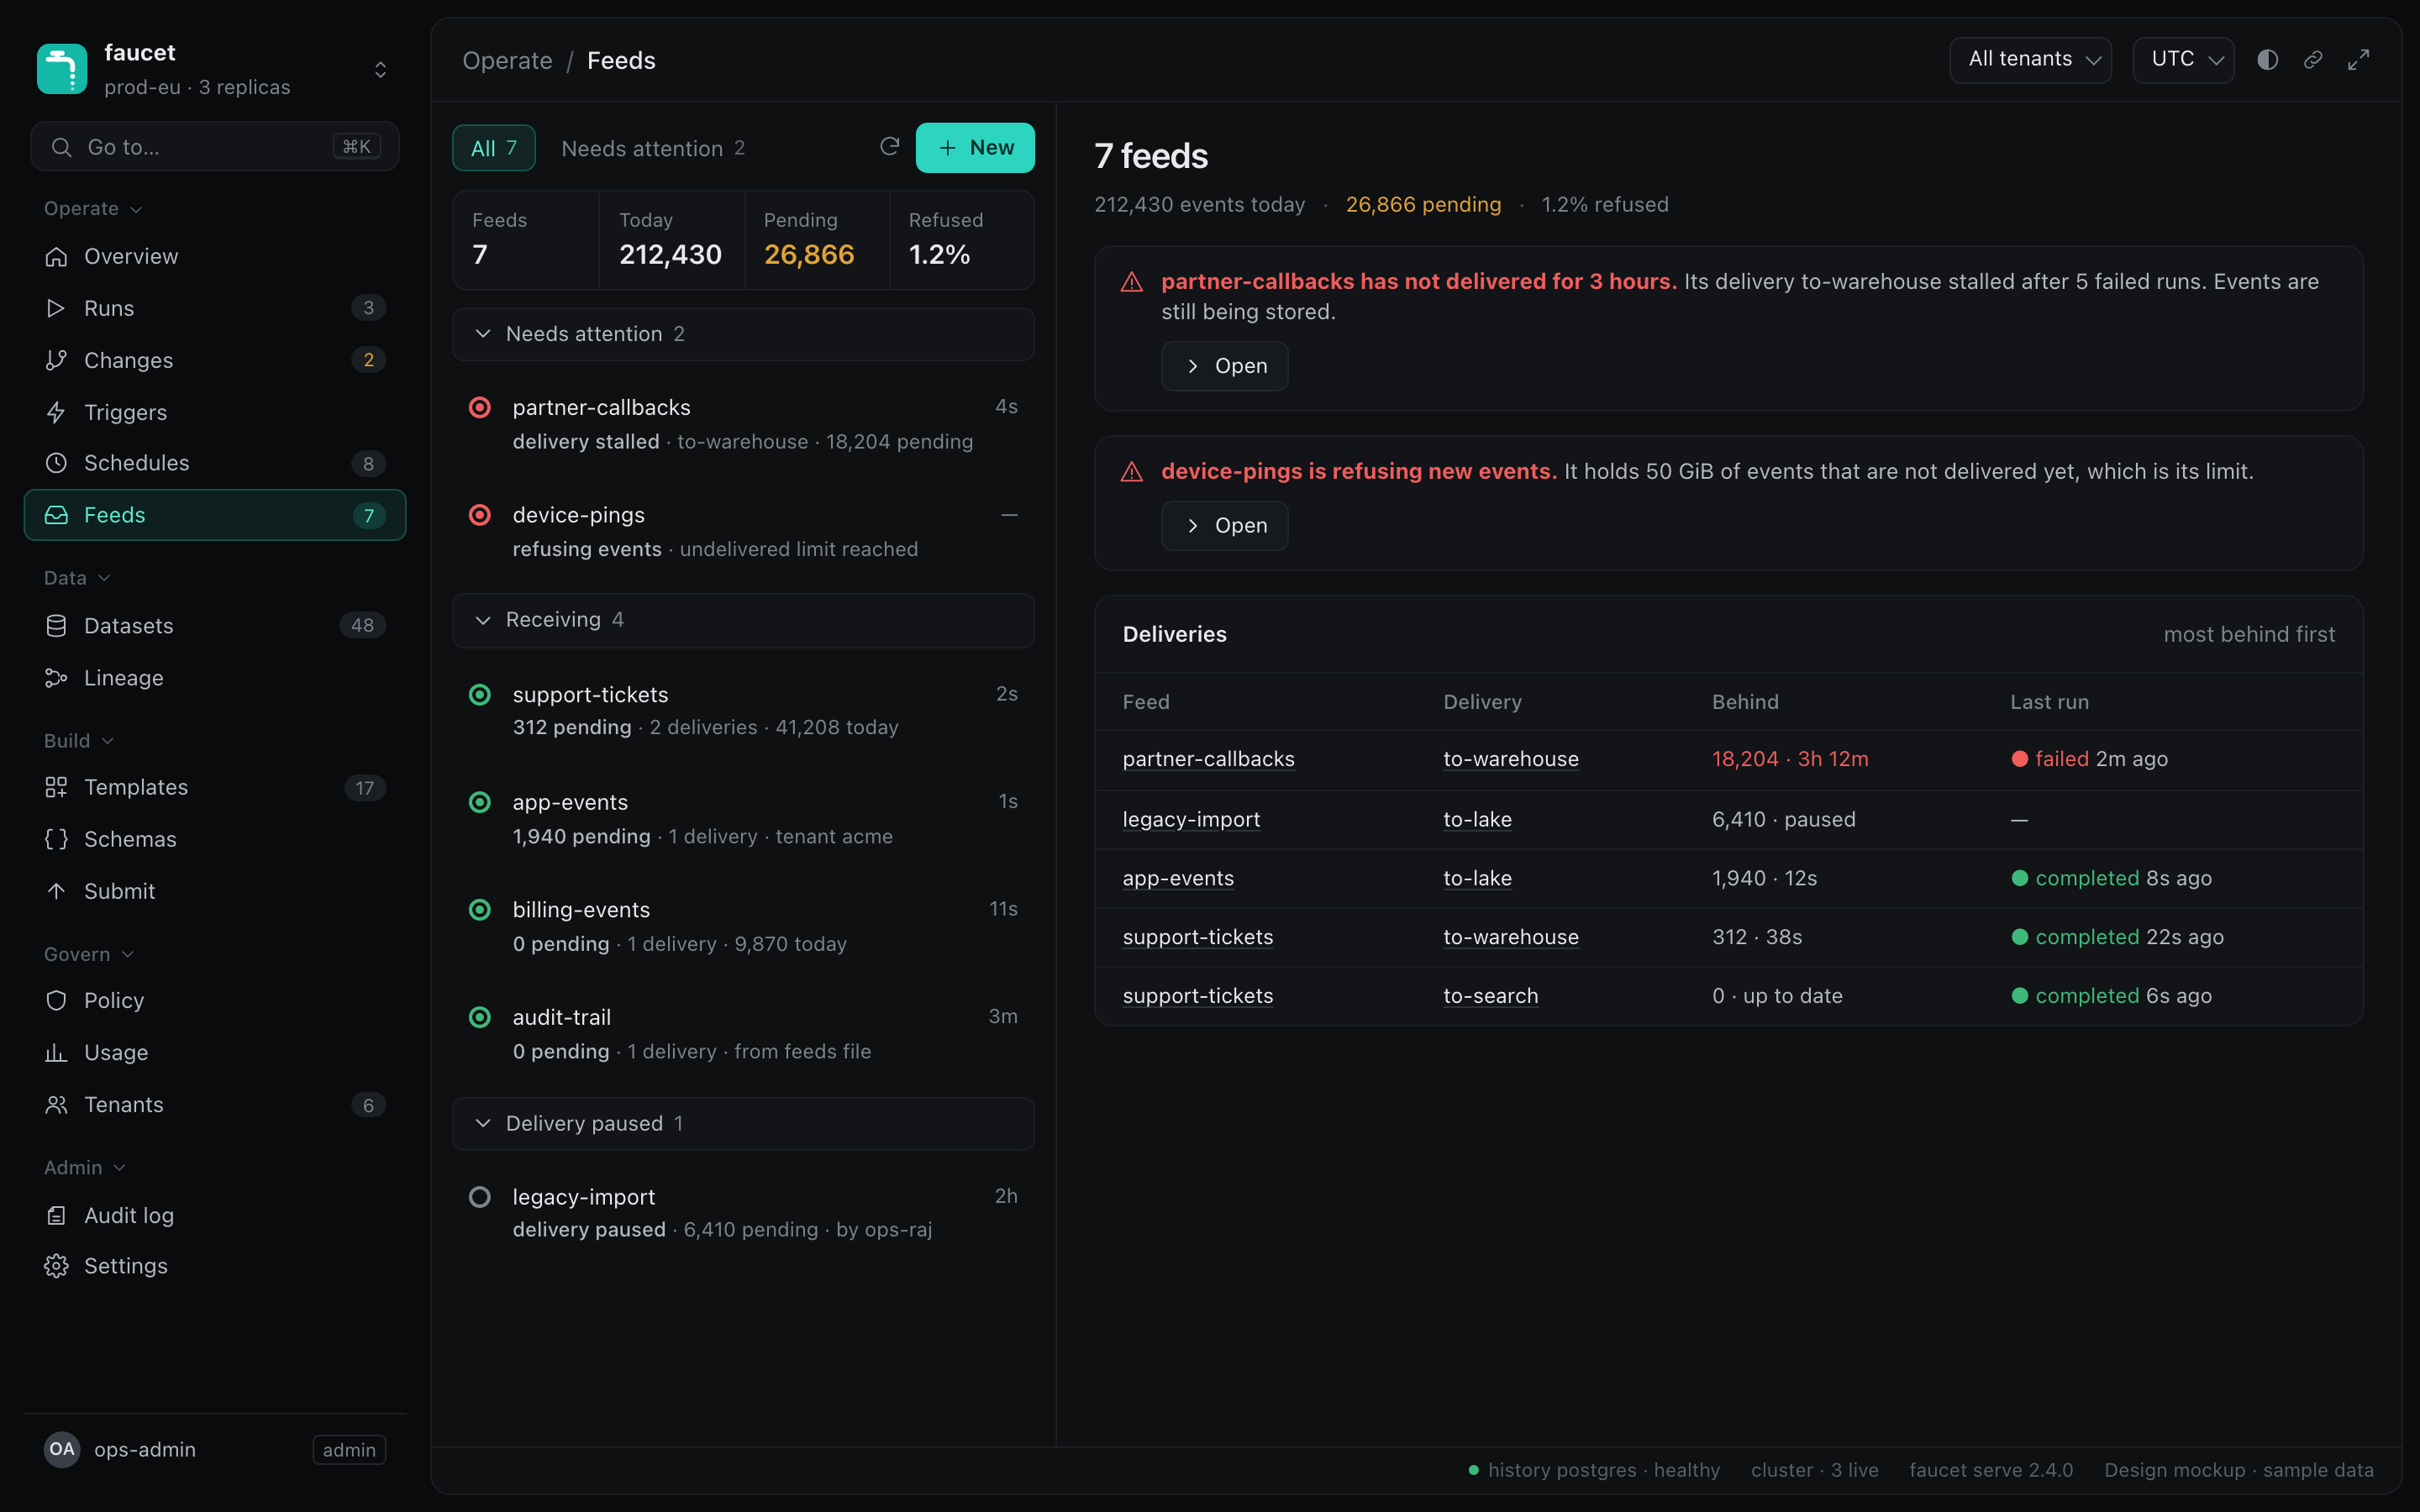 faucet
prod-eu · 3 replicas
Go to... ⌘K
Operate
Overview
Runs 3
Changes 2
Triggers
Schedules 8
Feeds 7
Data
Datasets 48
Lineage
Build
Templates 17
Schemas
Submit
Govern
Policy
Usage
Tenants 6
Admin
Audit log
Settings
OA ops-admin admin
Operate / Feeds
All tenants
UTC
All 7
Needs attention 2
+ New
Feeds
7
Today
212,430
Pending
26,866
Refused
1.2%
Needs attention 2
partner-callbacks 4s
delivery stalled · to-warehouse · 18,204 pending
device-pings —
refusing events · undelivered limit reached
Receiving 4
support-tickets 2s
312 pending · 2 deliveries · 41,208 today
app-events 1s
1,940 pending · 1 delivery · tenant acme
billing-events 11s
0 pending · 1 delivery · 9,870 today
audit-trail 3m
0 pending · 1 delivery · from feeds file
Delivery paused 1
legacy-import 2h
delivery paused · 6,410 pending · by ops-raj
7 feeds
212,430 events today · 26,866 pending · 1.2% refused
partner-callbacks has not delivered for 3 hours. Its delivery to-warehouse stalled after 5 failed runs. Events are
still being stored.
Open
device-pings is refusing new events. It holds 50 GiB of events that are not delivered yet, which is its limit.
Open
Deliveries most behind first
Feed Delivery Behind Last run
partner-callbacks to-warehouse 18,204 · 3h 12m failed 2m ago
legacy-import to-lake 6,410 · paused —
app-events to-lake 1,940 · 12s completed 8s ago
support-tickets to-warehouse 312 · 38s completed 22s ago
support-tickets to-search 0 · up to date completed 6s ago
history postgres · healthy cluster · 3 live faucet serve 2.4.0 Design mockup · sample data